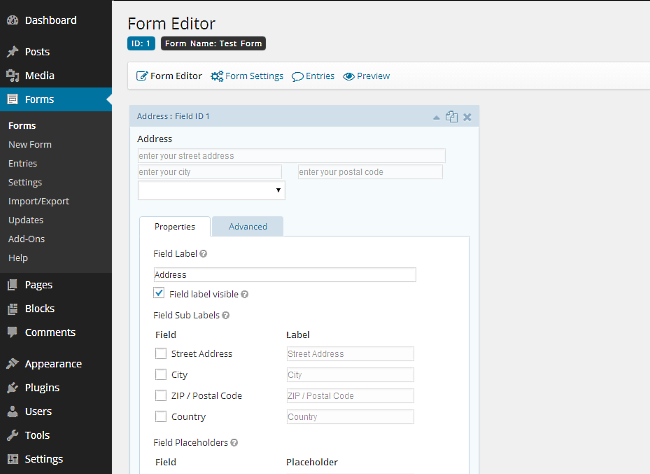 Dashboard
Posts
Media
Forms
Forms
New Form
Entries
Settings
Import/Export
Updates
Add-Ons
Help
Pages
Blocks
Comments
Appearance
Plugins
Users
Tools
Settings
Form Editor
ID: 1 Form Name: Test Form
Form Editor Form Settings Entries Preview
Address : Field ID 1
Address
enter your street address
enter your city enter your postal code
Properties Advanced
Field Label ?
Address
Field label visible ?
Field Sub Labels ?
Field Label
Street Address Street Address
City City
ZIP / Postal Code ZIP / Postal Code
Country Country
Field Placeholders ?
Field Placeholder